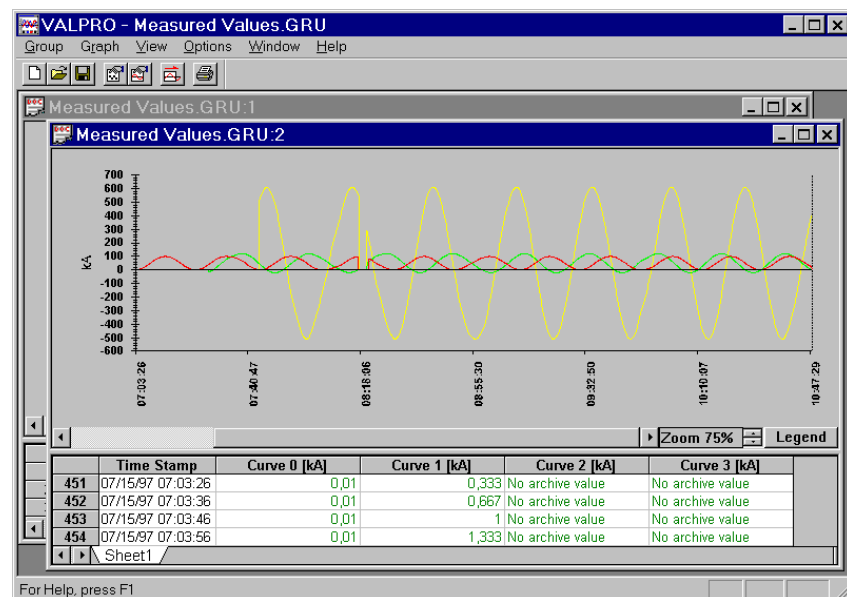 VALPRO - Measured Values.GRU
Group Graph View Options Window Help
Measured Values.GRU:1
Measured Values.GRU:2
700
600
500
400
300
200
100
0
-100
-200
-300
-400
-500
-600
kA
07:03:26
07:40:47
08:18:06
08:55:30
09:32:50
10:10:07
10:47:29
Zoom 75% Legend
Time Stamp Curve 0 [kA] Curve 1 [kA] Curve 2 [kA] Curve 3 [kA]
451 07/15/97 07:03:26 0,01 0,333 No archive value No archive value
452 07/15/97 07:03:36 0,01 0,667 No archive value No archive value
453 07/15/97 07:03:46 0,01 1 No archive value No archive value
454 07/15/97 07:03:56 0,01 1,333 No archive value No archive value
Sheet1
For Help, press F1